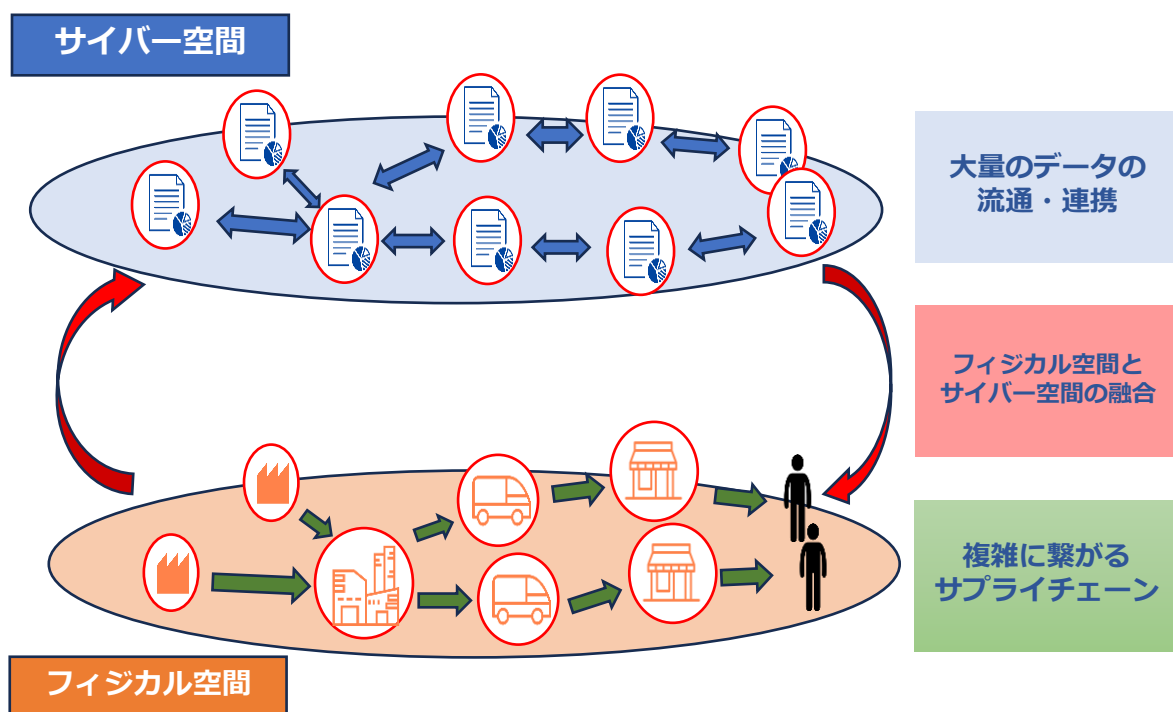 サイバー空間
大量のデータの
流通・連携
フィジカル空間と
サイバー空間の融合
複雑に繋がる
サプライチェーン
フィジカル空間